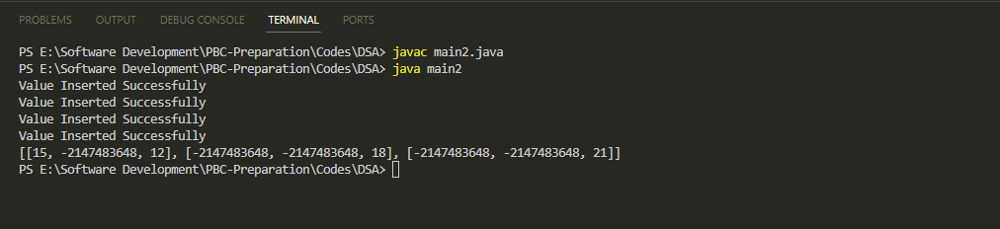 PROBLEMS OUTPUT DEBUG CONSOLE TERMINAL PORTS
PS E:\Software Development\PBC-Preparation\Codes\DSA> javac main2.java
PS E:\Software Development\PBC-Preparation\Codes\DSA> java main2
Value Inserted Successfully
Value Inserted Successfully
Value Inserted Successfully
Value Inserted Successfully
[[15, -2147483648, 12], [-2147483648, -2147483648, 18], [-2147483648, -2147483648, 21]]
PS E:\Software Development\PBC-Preparation\Codes\DSA>